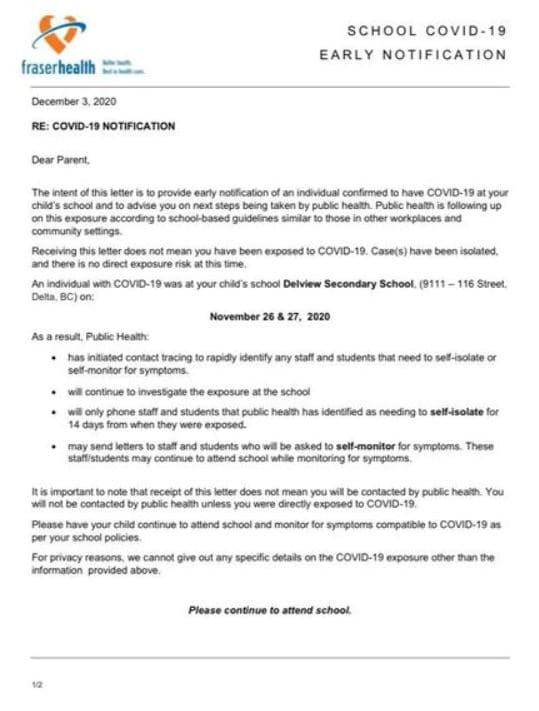 SCHOOL COVID-19
EARLY NOTIFICATION
fraserhealth
Better health.
Best in health care.
December 3, 2020
RE: COVID-19 NOTIFICATION
Dear Parent,
The intent of this letter is to provide early notification of an individual confirmed to have COVID-19 at your
child's school and to advise you on next steps being taken by public health. Public health is following up
on this exposure according to school-based guidelines similar to those in other workplaces and
community settings.
Receiving this letter does not mean you have been exposed to COVID-19. Case(s) have been isolated,
and there is no direct exposure risk at this time.
An individual with COVID-19 was at your child's school Delview Secondary School, (9111 – 116 Street,
Delta, BC) on:
November 26 & 27, 2020
As a result, Public Health:
• has initiated contact tracing to rapidly identify any staff and students that need to self-isolate or
self-monitor for symptoms.
• will continue to investigate the exposure at the school
• will only phone staff and students that public health has identified as needing to self-isolate for
14 days from when they were exposed.
• may send letters to staff and students who will be asked to self-monitor for symptoms. These
staff/students may continue to attend school while monitoring for symptoms.
It is important to note that receipt of this letter does not mean you will be contacted by public health. You
will not be contacted by public health unless you were directly exposed to COVID-19.
Please have your child continue to attend school and monitor for symptoms compatible to COVID-19 as
per your school policies.
For privacy reasons, we cannot give out any specific details on the COVID-19 exposure other than the
information provided above.
Please continue to attend school.
1/2